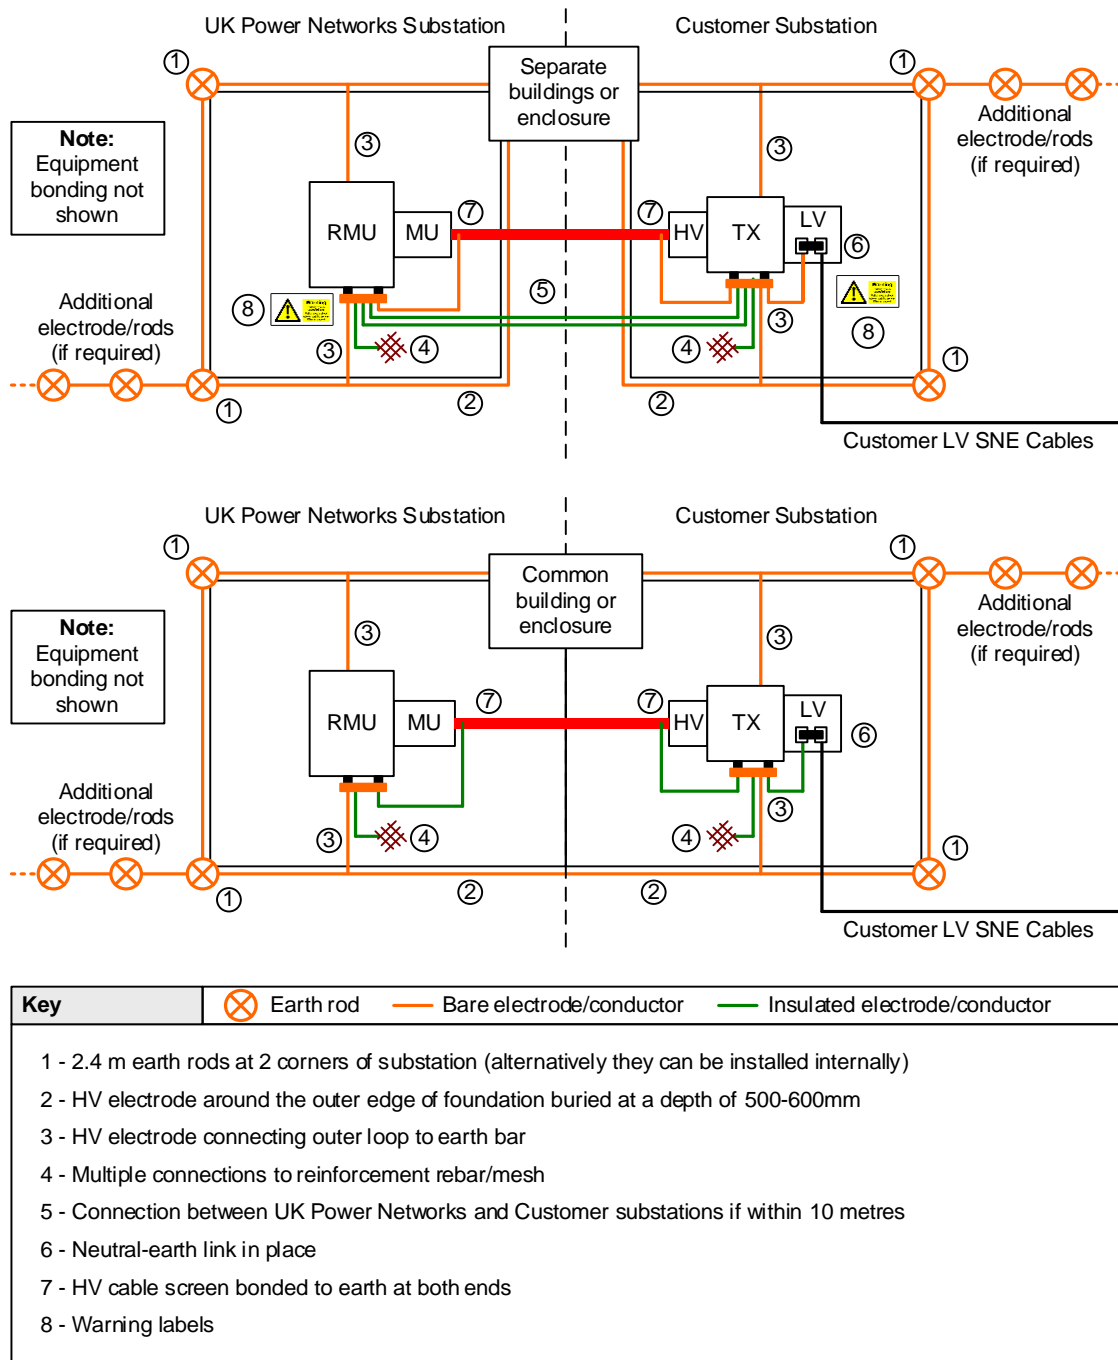 UK Power Networks Substation
Customer Substation
1
Separate
buildings or
enclosure
1
Additional
electrode/rods
(if required)
Note:
Equipment
bonding not
shown
3
3
RMU
MU
7
7
HV
TX
LV
6
8
5
8
Additional
electrode/rods
(if required)
3
4
4
3
1
2
2
1
Customer LV SNE Cables
UK Power Networks Substation
Customer Substation
1
Common
building or
enclosure
1
Additional
electrode/rods
(if required)
Note:
Equipment
bonding not
shown
3
3
RMU
MU
7
7
HV
TX
LV
6
Additional
electrode/rods
(if required)
3
4
4
3
1
2
2
1
Customer LV SNE Cables
Key
Earth rod
Bare electrode/conductor
Insulated electrode/conductor
1 - 2.4 m earth rods at 2 corners of substation (alternatively they can be installed internally)
2 - HV electrode around the outer edge of foundation buried at a depth of 500-600mm
3 - HV electrode connecting outer loop to earth bar
4 - Multiple connections to reinforcement rebar/mesh
5 - Connection between UK Power Networks and Customer substations if within 10 metres
6 - Neutral-earth link in place
7 - HV cable screen bonded to earth at both ends
8 - Warning labels